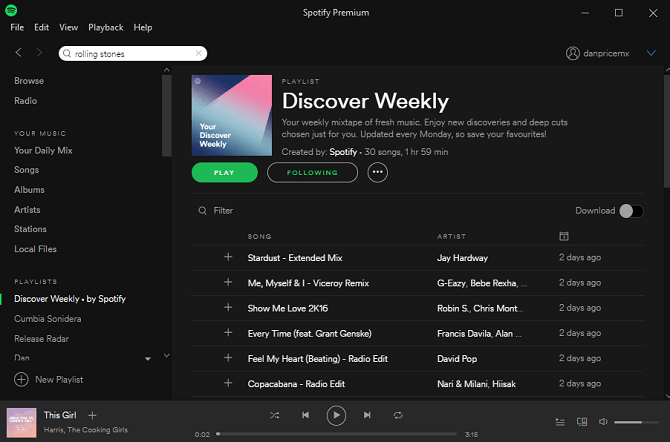 Spotify Premium
File Edit View Playback Help
rolling stones
danpricemx
Browse
Radio
YOUR MUSIC
Your Daily Mix
Songs
Albums
Artists
Stations
Local Files
PLAYLISTS
Discover Weekly • by Spotify
Cumbia Sonidera
Release Radar
Dan
New Playlist
Your
Discover
Weekly
PLAYLIST
Discover Weekly
Your weekly mixtape of fresh music. Enjoy new discoveries and deep cuts
chosen just for you. Updated every Monday, so save your favourites!
Created by: Spotify • 30 songs, 1 hr 59 min
PLAY FOLLOWING
Filter Download
SONG ARTIST
Stardust - Extended Mix Jay Hardway 2 days ago
Me, Myself & I - Viceroy Remix G-Eazy, Bebe Rexha, ... 2 days ago
Show Me Love 2K16 Robin S., Chris Mont... 2 days ago
Every Time (feat. Grant Genske) Francis Davila, Alan ... 2 days ago
Feel My Heart (Beating) - Radio Edit David Pop 2 days ago
Copacabana - Radio Edit Nari & Milani, Hiisak 2 days ago
This Girl
Harris, The Cooking Girls
0:02 3:15